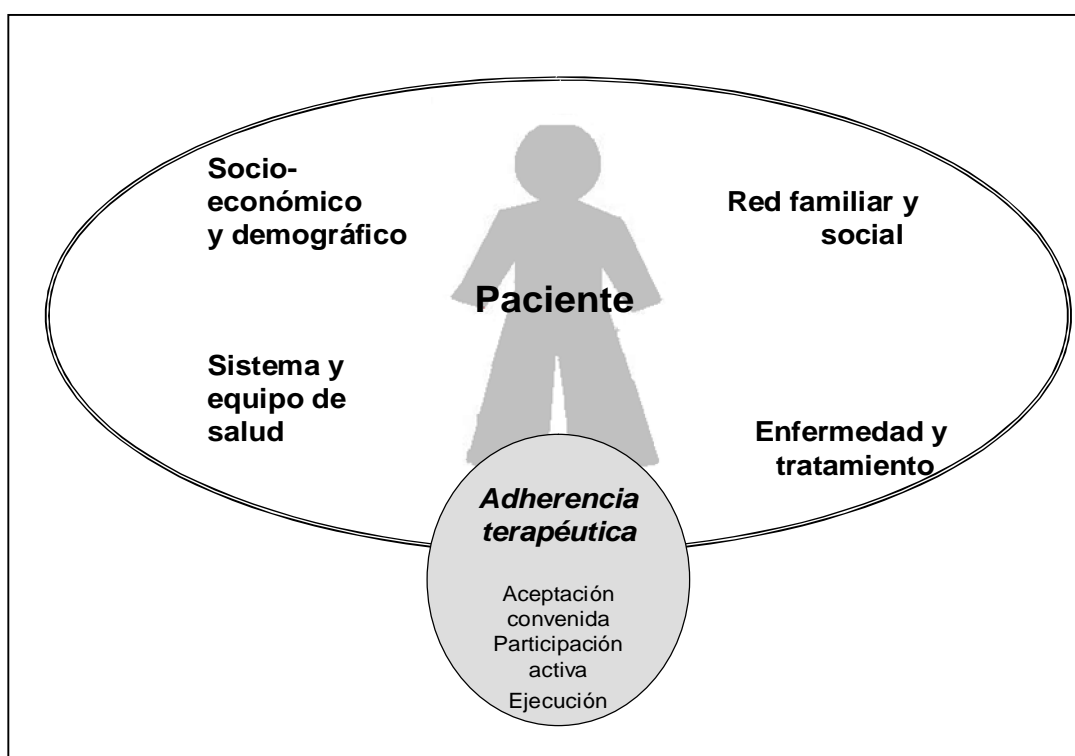 Socio-
económico
y demográfico
Red familiar y
social
Paciente
Sistema y
equipo de
salud
Enfermedad y
tratamiento
Adherencia
terapéutica
Aceptación
convenida
Participación
activa
Ejecución